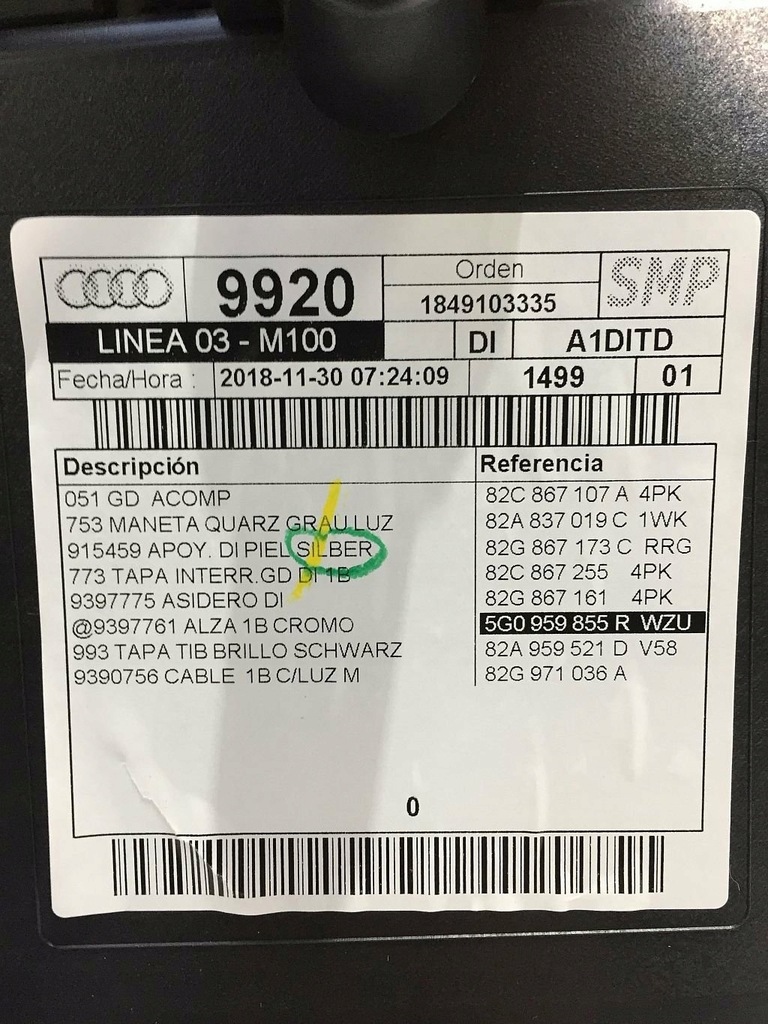 9920
Orden
1849103335
SMP
LINEA 03 - M100
DI
A1DITD
Fecha/Hora :
2018-11-30 07:24:09
1499
01
Descripción
Referencia
051 GD ACOMP
82C 867 107 A 4PK
753 MANETA QUARZ GRAU LUZ
82A 837 019 C 1WK
915459 APOY. DI PIEL SILBER
82G 867 173 C RRG
773 TAPA INTERR.GD DI 1B
82C 867 255 4PK
9397775 ASIDERO DI
82G 867 161 4PK
@9397761 ALZA 1B CROMO
5G0 959 855 R WZU
993 TAPA TIB BRILLO SCHWARZ
82A 959 521 D V58
9390756 CABLE 1B C/LUZ M
82G 971 036 A
0